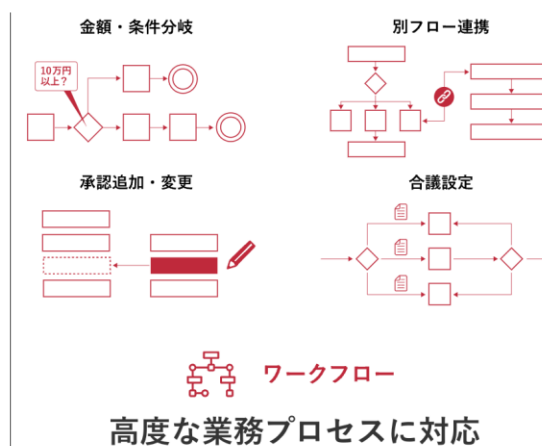 金額・条件分岐
10万円
以上？
別フロー連携
承認追加・変更
合議設定
ワークフロー
高度な業務プロセスに対応